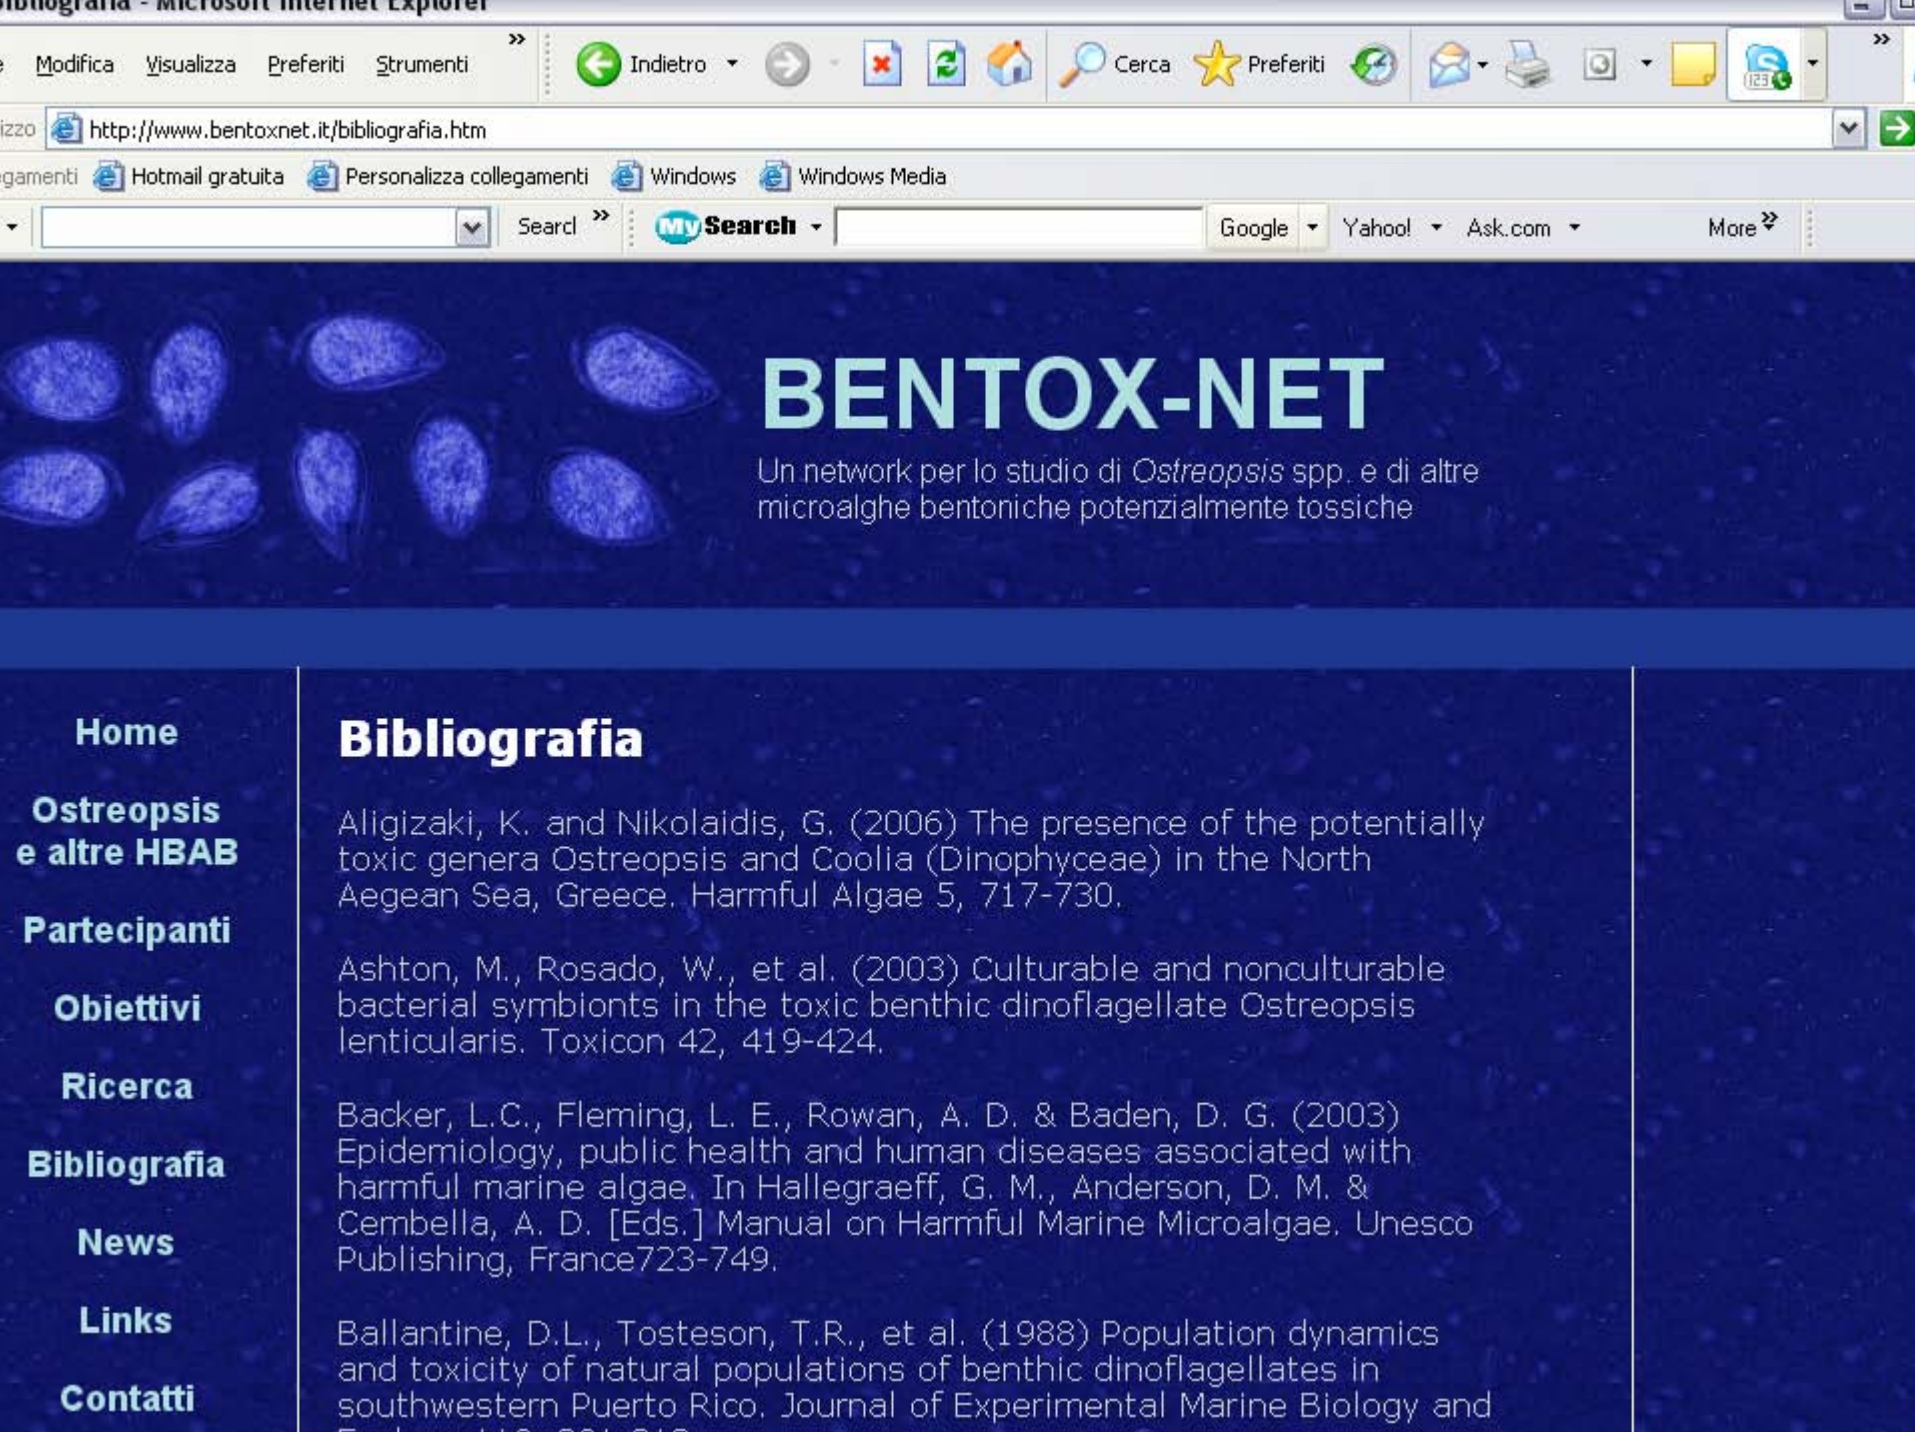 Bibliografia - Microsoft Internet Explorer
Modifica Visualizza Preferiti Strumenti » Indietro Cerca Preferiti 123 »
http://www.bentoxnet.it/bibliografia.htm
Hotmail gratuita Personalizza collegamenti Windows Windows Media
» My Search Google Yahoo! Ask.com More »
BENTOX-NET
Un network per lo studio di Ostreopsis spp. e di altre
microalghe bentoniche potenzialmente tossiche
Home
Ostreopsis
e altre HBAB
Partecipanti
Obiettivi
Ricerca
Bibliografia
News
Links
Contatti
Bibliografia
Aligizaki, K. and Nikolaidis, G. (2006) The presence of the potentially
toxic genera Ostreopsis and Coolia (Dinophyceae) in the North
Aegean Sea, Greece. Harmful Algae 5, 717-730.
Ashton, M., Rosado, W., et al. (2003) Culturable and nonculturable
bacterial symbionts in the toxic benthic dinoflagellate Ostreopsis
lenticularis. Toxicon 42, 419-424.
Backer, L.C., Fleming, L. E., Rowan, A. D. & Baden, D. G. (2003)
Epidemiology, public health and human diseases associated with
harmful marine algae. In Hallegraeff, G. M., Anderson, D. M. &
Cembella, A. D. [Eds.] Manual on Harmful Marine Microalgae. Unesco
Publishing, France723-749.
Ballantine, D.L., Tosteson, T.R., et al. (1988) Population dynamics
and toxicity of natural populations of benthic dinoflagellates in
southwestern Puerto Rico. Journal of Experimental Marine Biology and